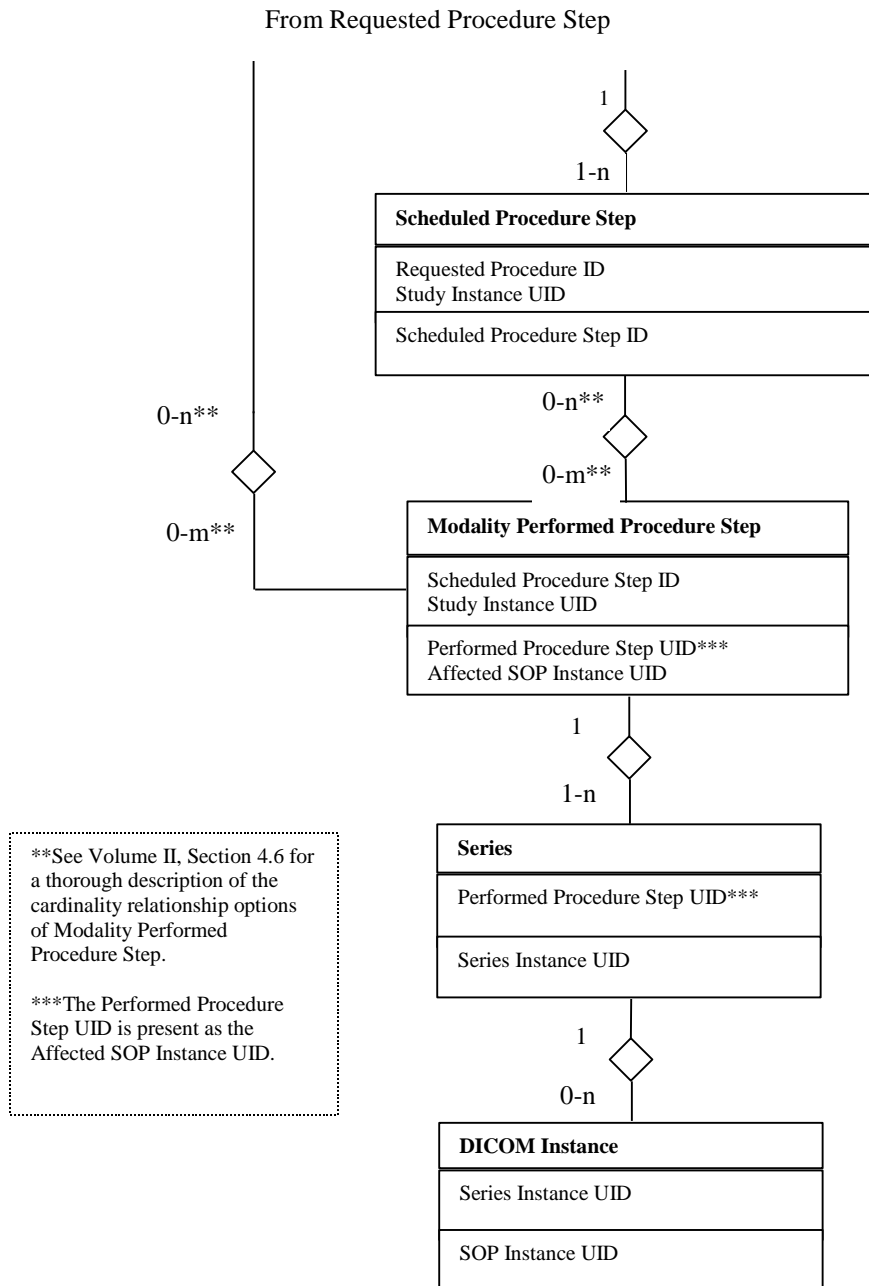 From Requested Procedure Step
1
1-n
Scheduled Procedure Step
Requested Procedure ID
Study Instance UID
Scheduled Procedure Step ID
0-n**
0-n**
0-m**
0-m**
Modality Performed Procedure Step
Scheduled Procedure Step ID
Study Instance UID
Performed Procedure Step UID***
Affected SOP Instance UID
1
1-n
**See Volume II, Section 4.6 for
a thorough description of the
cardinality relationship options
of Modality Performed
Procedure Step.
***The Performed Procedure
Step UID is present as the
Affected SOP Instance UID.
Series
Performed Procedure Step UID***
Series Instance UID
1
0-n
DICOM Instance
Series Instance UID
SOP Instance UID